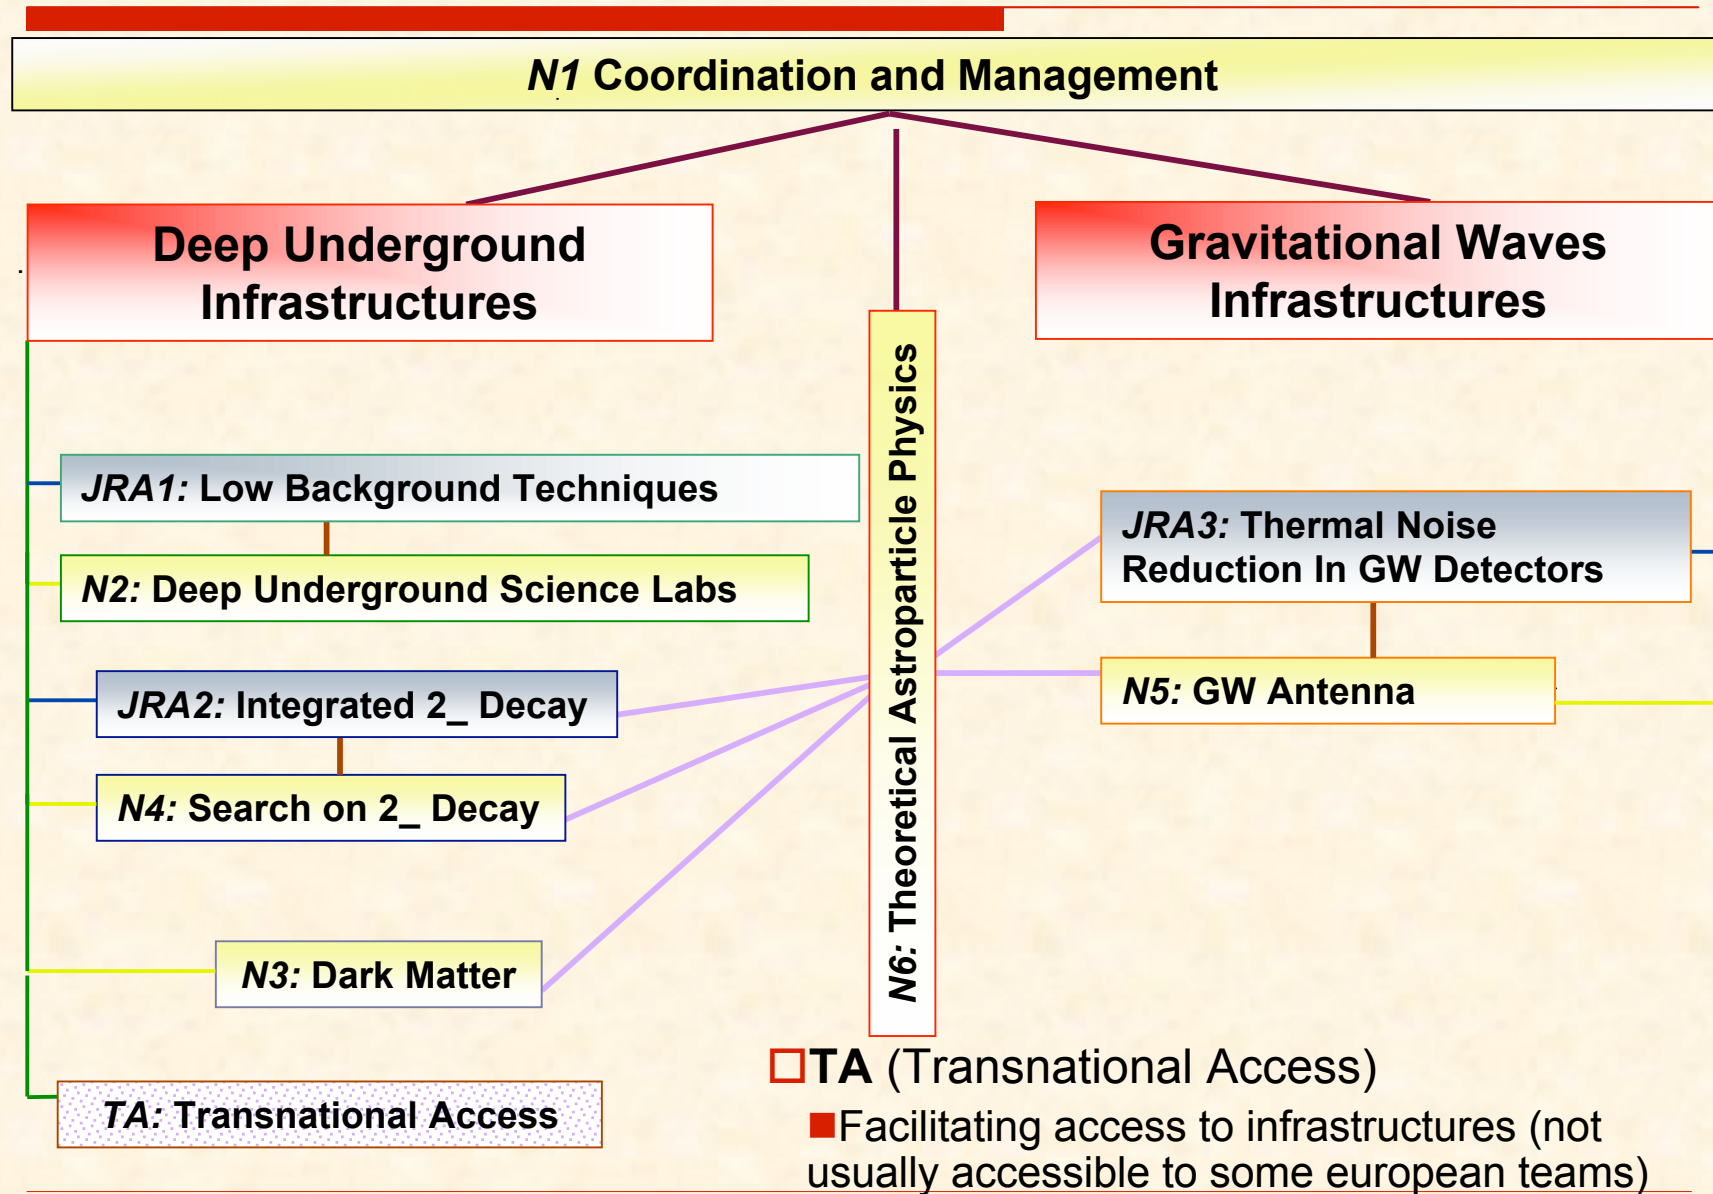 N1 Coordination and Management
Deep Underground
Infrastructures
Gravitational Waves
Infrastructures
N6: Theoretical Astroparticle Physics
JRA1: Low Background Techniques
N2: Deep Underground Science Labs
JRA2: Integrated 2_ Decay
N4: Search on 2_ Decay
N3: Dark Matter
TA: Transnational Access
JRA3: Thermal Noise
Reduction In GW Detectors
N5: GW Antenna
TA (Transnational Access)
Facilitating access to infrastructures (not
usually accessible to some european teams)